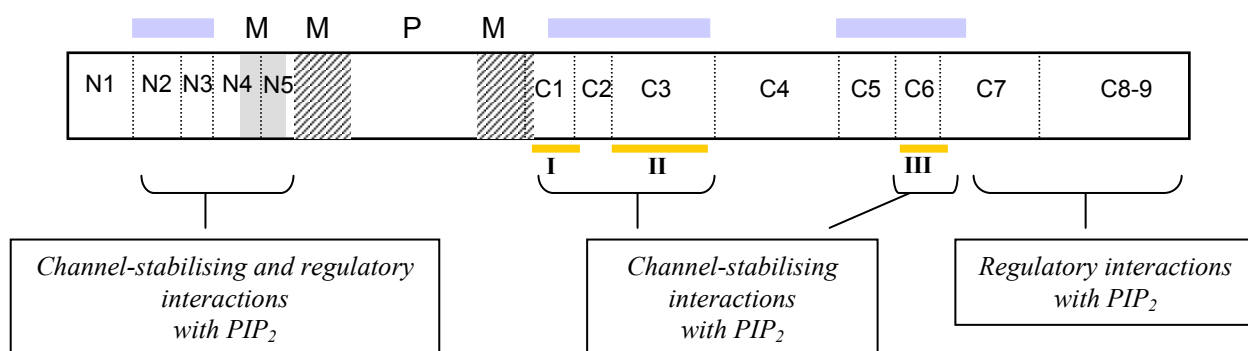 M M P M
N1 N2 N3 N4 N5 C1 C2 C3 C4 C5 C6 C7 C8-9
I II III
Channel-stabilising and regulatory
interactions
with PIP2
Channel-stabilising
interactions
with PIP2
Regulatory interactions
with PIP2